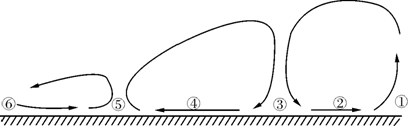 ⑥ ⑤ ④ ③ ② ①